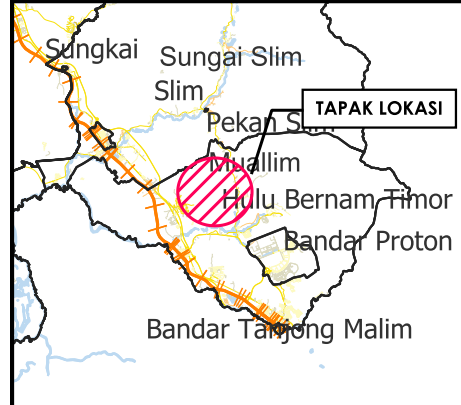 Sungkai
Sungai Slim
Slim
TAPAK LOKASI
Pekan Slim
Muallim
Hulu Bernam Timor
Bandar Proton
Bandar Tanjong Malim